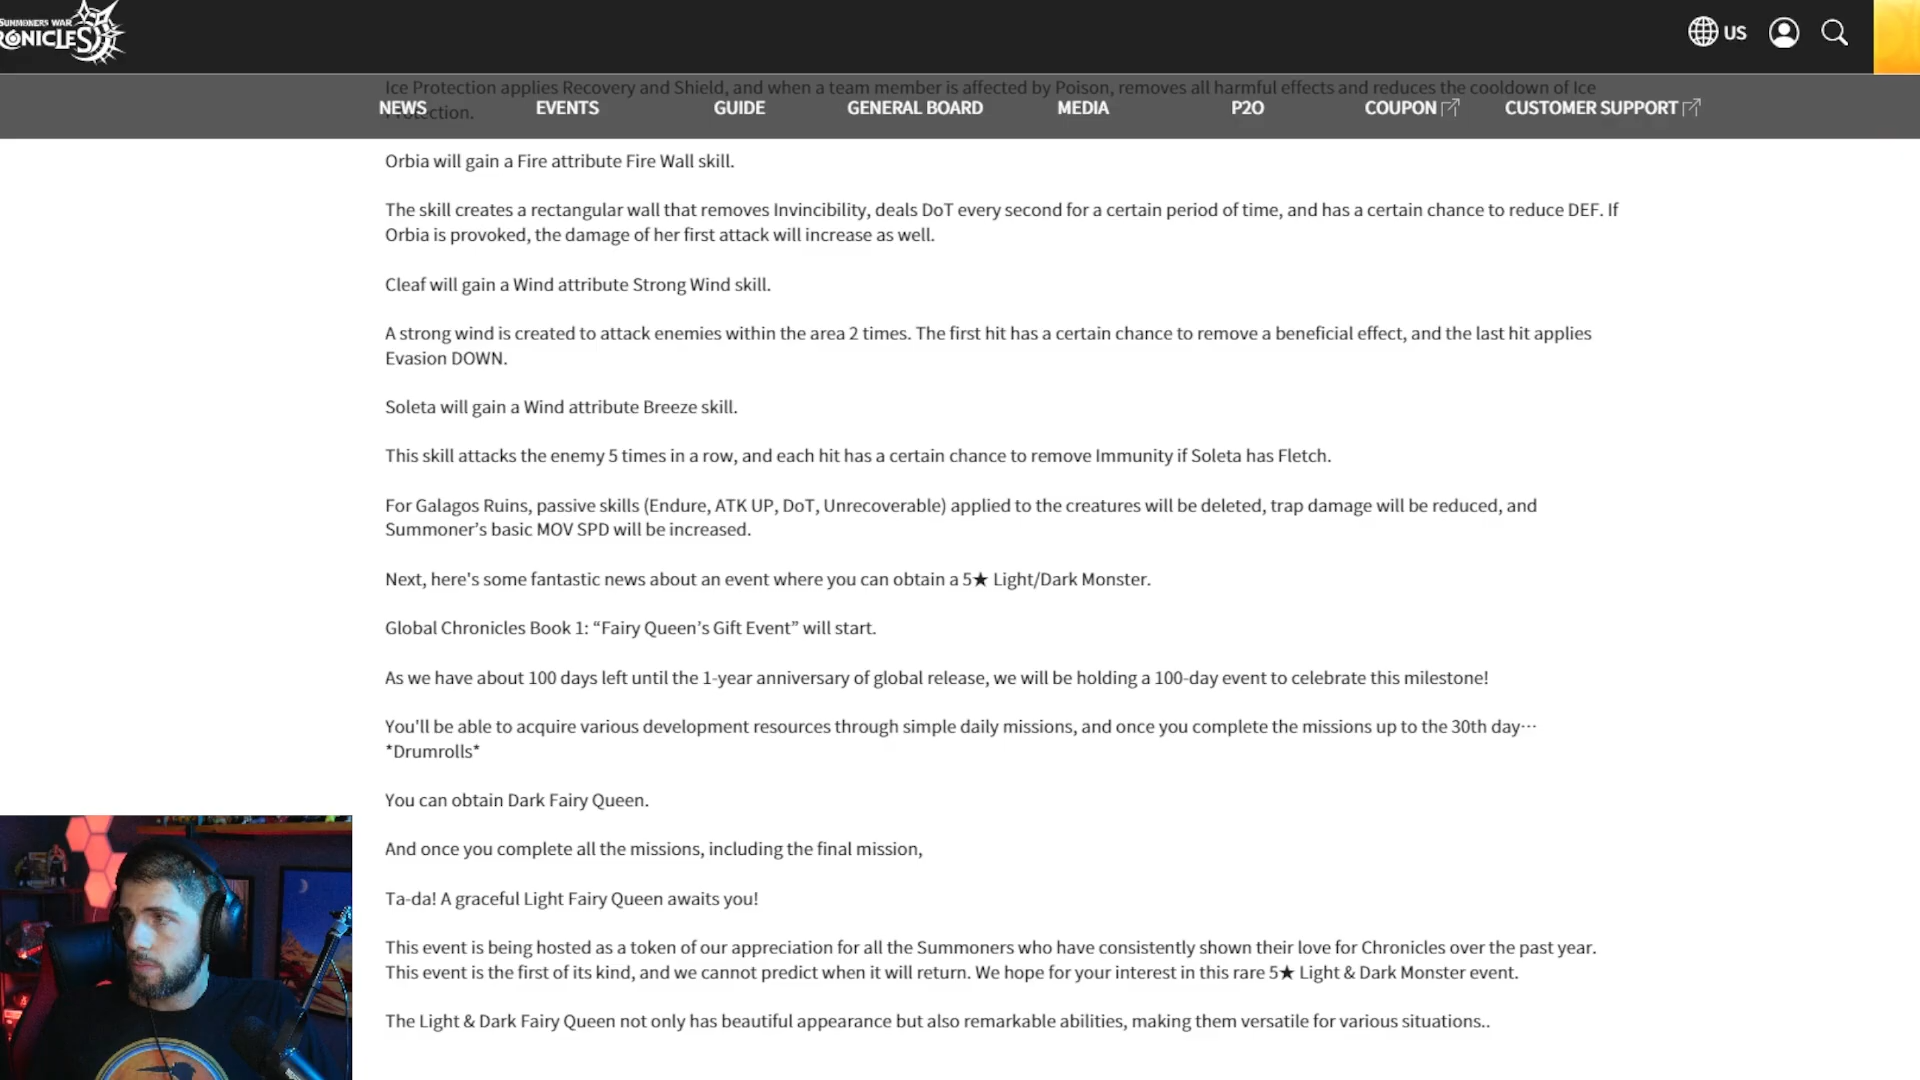 SUMMONERS WAR
RONICLES
US
Ice Protection applies Recovery and Shield, and when a team member is affected by Poison, removes all harmful effects and reduces the cooldown of Ice
Protection.
NEWS EVENTS GUIDE GENERAL BOARD MEDIA P2O COUPON CUSTOMER SUPPORT
Orbia will gain a Fire attribute Fire Wall skill.
The skill creates a rectangular wall that removes Invincibility, deals DoT every second for a certain period of time, and has a certain chance to reduce DEF. If
Orbia is provoked, the damage of her first attack will increase as well.
Cleaf will gain a Wind attribute Strong Wind skill.
A strong wind is created to attack enemies within the area 2 times. The first hit has a certain chance to remove a beneficial effect, and the last hit applies
Evasion DOWN.
Soleta will gain a Wind attribute Breeze skill.
This skill attacks the enemy 5 times in a row, and each hit has a certain chance to remove Immunity if Soleta has Fletch.
For Galagos Ruins, passive skills (Endure, ATK UP, DoT, Unrecoverable) applied to the creatures will be deleted, trap damage will be reduced, and
Summoner's basic MOV SPD will be increased.
Next, here's some fantastic news about an event where you can obtain a 5★ Light/Dark Monster.
Global Chronicles Book 1: “Fairy Queen's Gift Event” will start.
As we have about 100 days left until the 1-year anniversary of global release, we will be holding a 100-day event to celebrate this milestone!
You'll be able to acquire various development resources through simple daily missions, and once you complete the missions up to the 30th day⋯
*Drumrolls*
You can obtain Dark Fairy Queen.
And once you complete all the missions, including the final mission,
Ta-da! A graceful Light Fairy Queen awaits you!
This event is being hosted as a token of our appreciation for all the Summoners who have consistently shown their love for Chronicles over the past year.
This event is the first of its kind, and we cannot predict when it will return. We hope for your interest in this rare 5★ Light & Dark Monster event.
The Light & Dark Fairy Queen not only has beautiful appearance but also remarkable abilities, making them versatile for various situations..